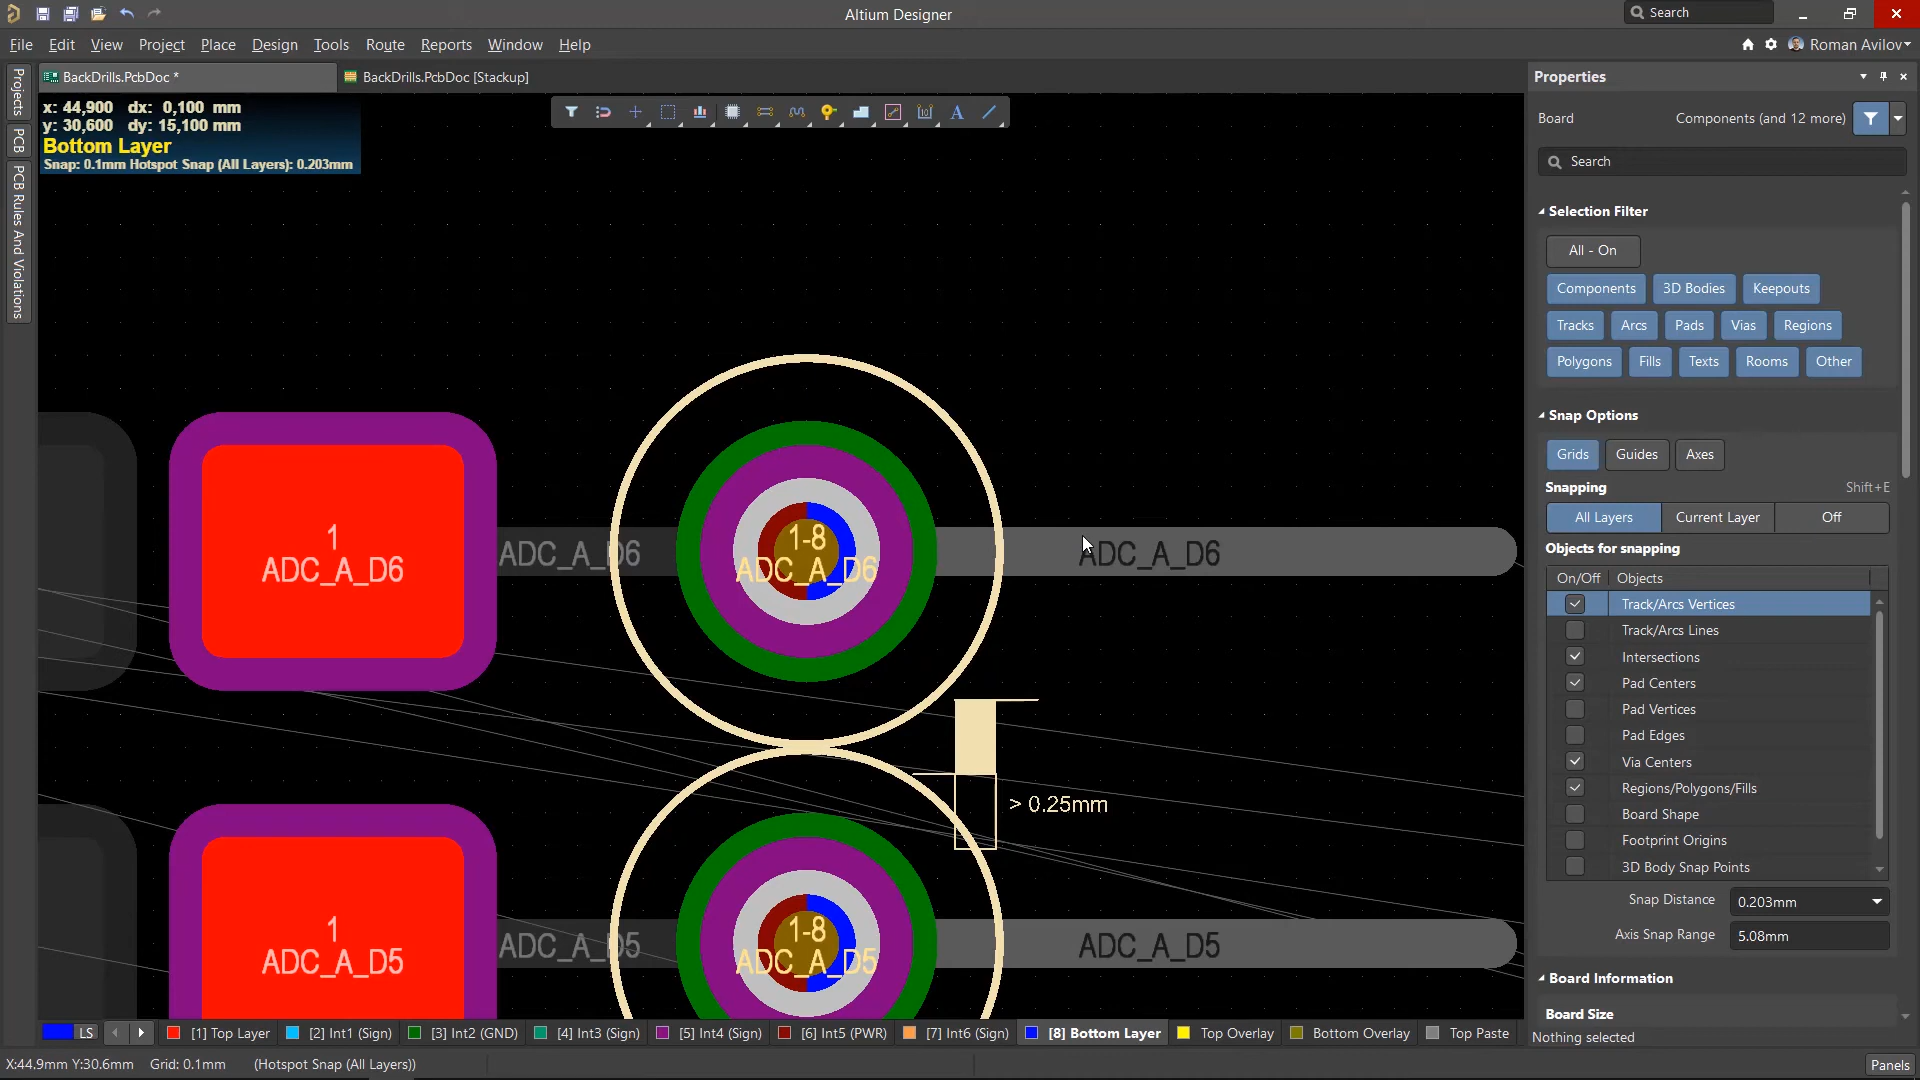 Altium Designer
Search
File Edit View Project Place Design Tools Route Reports Window Help
Roman Avilov
BackDrills.PcbDoc *
BackDrills.PcbDoc [Stackup]
Projects
PCB
PCB Rules And Violations
x: 44,900 dx: 0,100 mm
y: 30,600 dy: 15,100 mm
Bottom Layer
Snap: 0.1mm Hotspot Snap (All Layers): 0.203mm
1
ADC_A_D6
ADC_A_D6
1-8
ADC_A_D6
ADC_A_D6
> 0.25mm
1
ADC_A_D5
ADC_A_D5
1-8
ADC_A_D5
ADC_A_D5
Properties
Board Components (and 12 more)
Search
Selection Filter
All - On
Components 3D Bodies Keepouts
Tracks Arcs Pads Vias Regions
Polygons Fills Texts Rooms Other
Snap Options
Grids Guides Axes
Snapping Shift+E
All Layers Current Layer Off
Objects for snapping
On/Off Objects
Track/Arcs Vertices
Track/Arcs Lines
Intersections
Pad Centers
Pad Vertices
Pad Edges
Via Centers
Regions/Polygons/Fills
Board Shape
Footprint Origins
3D Body Snap Points
Snap Distance 0.203mm
Axis Snap Range 5.08mm
Board Information
Board Size
Nothing selected
LS [1] Top Layer [2] Int1 (Sign) [3] Int2 (GND) [4] Int3 (Sign) [5] Int4 (Sign) [6] Int5 (PWR) [7] Int6 (Sign) [8] Bottom Layer Top Overlay Bottom Overlay Top Paste
X:44.9mm Y:30.6mm Grid: 0.1mm (Hotspot Snap (All Layers))
Panels